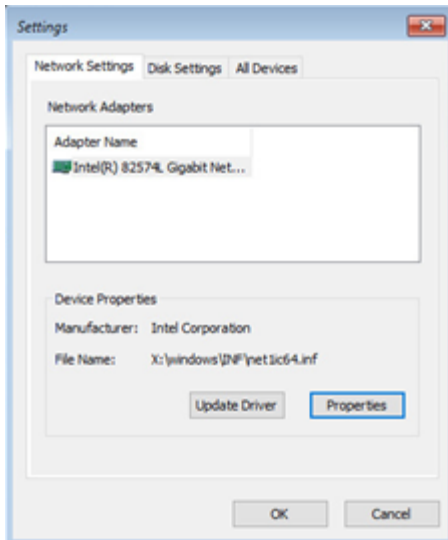 Settings
Network Settings Disk Settings All Devices
Network Adapters
Adapter Name
Intel(R) 82574L Gigabit Net...
Device Properties
Manufacturer: Intel Corporation
File Name: X:\windows\INF\net1ic64.inf
Update Driver Properties
OK Cancel